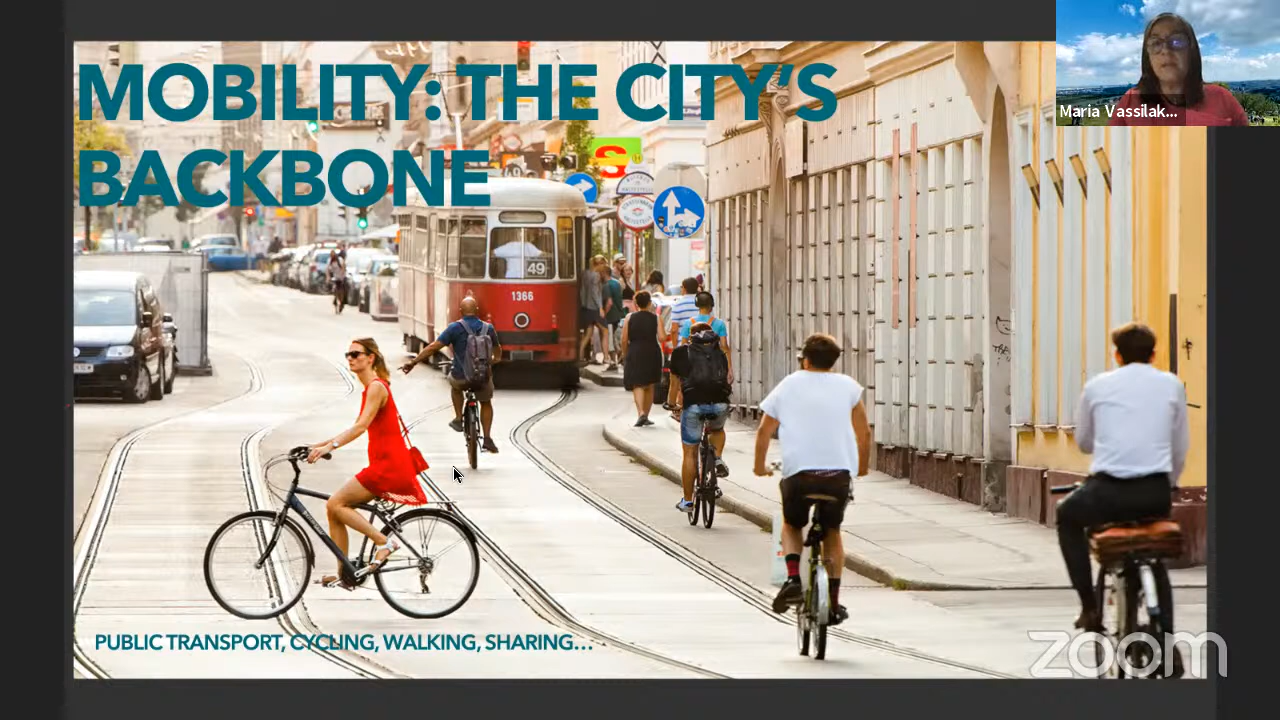 MOBILITY: THE CITY'S
BACKBONE
Maria Vassilak...
S
49
1366
PUBLIC TRANSPORT, CYCLING, WALKING, SHARING...
zoom